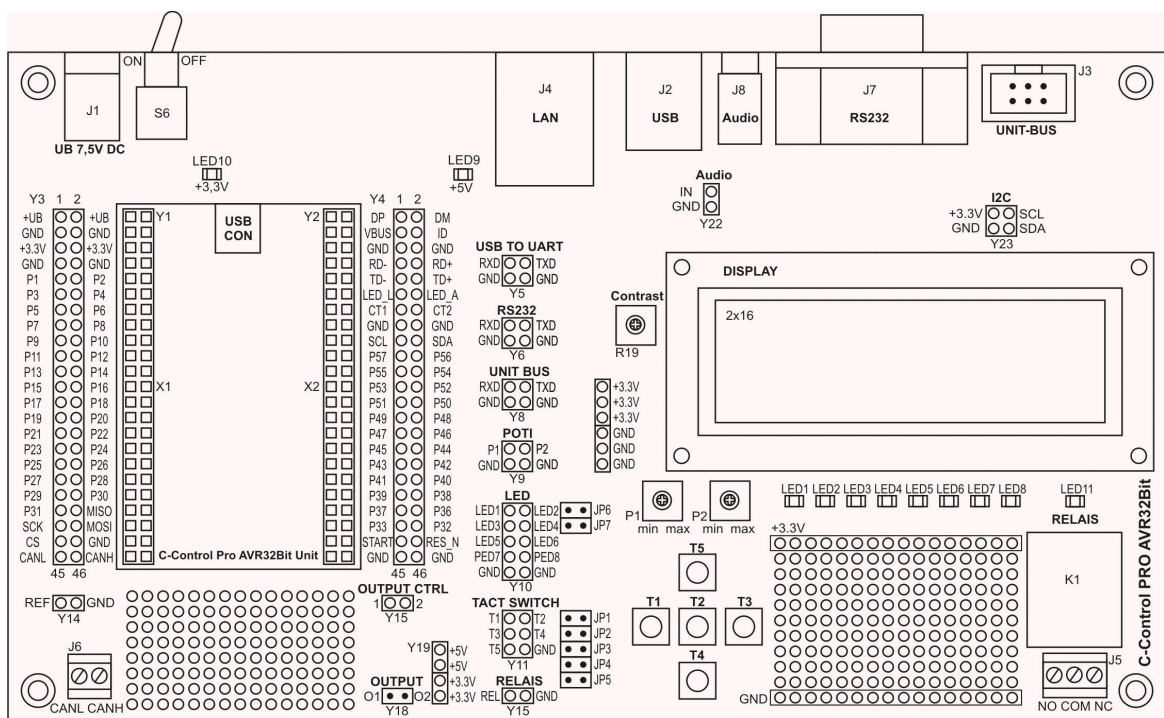 ON OFF
J1
S6
UB 7,5V DC
J4
LAN
J2
USB
J8
Audio
J7
RS232
J3
UNIT-BUS
LED10
+3,3V
LED9
+5V
Audio
IN
GND
Y22
I2C
+3.3V SCL
GND SDA
Y23
Y3 1 2
+UB +UB
GND GND
+3.3V +3.3V
GND GND
P1 P2
P3 P4
P5 P6
P7 P8
P9 P10
P11 P12
P13 P14
P15 P16
P17 P18
P19 P20
P21 P22
P23 P24
P25 P26
P27 P28
P29 P30
P31 MISO
SCK MOSI
CS GND
CANL CANH
45 46
Y1
USB
CON
Y2
X1
X2
C-Control Pro AVR32Bit Unit
Y4 1 2
DP DM
VBUS ID
GND GND
RD- RD+
TD- TD+
LED_L LED_A
CT1 CT2
GND GND
SCL SDA
P57 P56
P55 P54
P53 P52
P51 P50
P49 P48
P47 P46
P45 P44
P43 P42
P41 P40
P39 P38
P37 P36
P33 P32
START RES_N
GND GND
45 46
USB TO UART
RXD TXD
GND GND
Y5
RS232
RXD TXD
GND GND
Y6
UNIT BUS
RXD TXD
GND GND
Y8
POTI
P1 P2
GND GND
Y9
LED
LED1 LED2 JP6
LED3 LED4 JP7
LED5 LED6
PED7 PED8
GND GND
Y10
Contrast
R19
+3.3V
+3.3V
+3.3V
GND
GND
GND
DISPLAY
2x16
P1
min max
P2
min max
LED1 LED2 LED3 LED4 LED5 LED6 LED7 LED8
LED11
RELAIS
+3.3V
GND
K1
J5
NO COM NC
C-Control PRO AVR32Bit
T5
T1 T2 T3
T4
REF GND
Y14
J6
CANL CANH
OUTPUT CTRL
1 2
Y15
TACT SWITCH
T1 T2
T3 T4
T5 GND
Y11
JP1
JP2
JP3
JP4
JP5
Y19
+5V
+5V
+3.3V
+3.3V
OUTPUT
O1 O2
Y18
RELAIS
REL GND
Y15